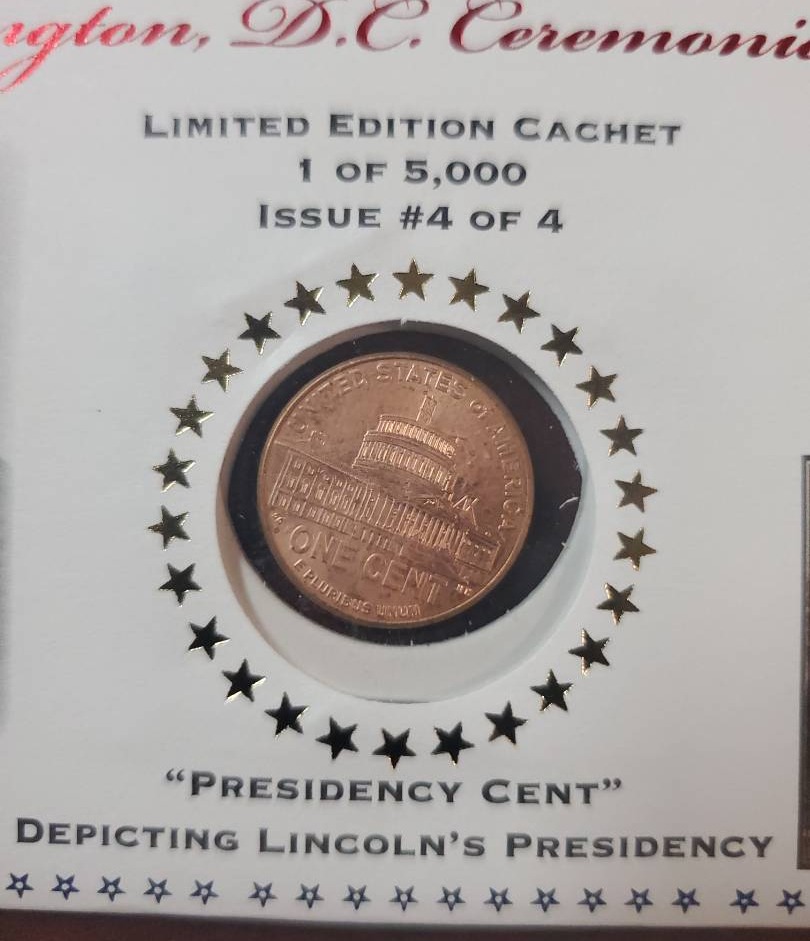 ngton, D.C. Ceremonia
LIMITED EDITION CACHET
1 OF 5,000
ISSUE #4 OF 4
UNITED STATES of AMERICA
ONE CENT
E PLURIBUS UNUM
“PRESIDENCY CENT”
DEPICTING LINCOLN’S PRESIDENCY